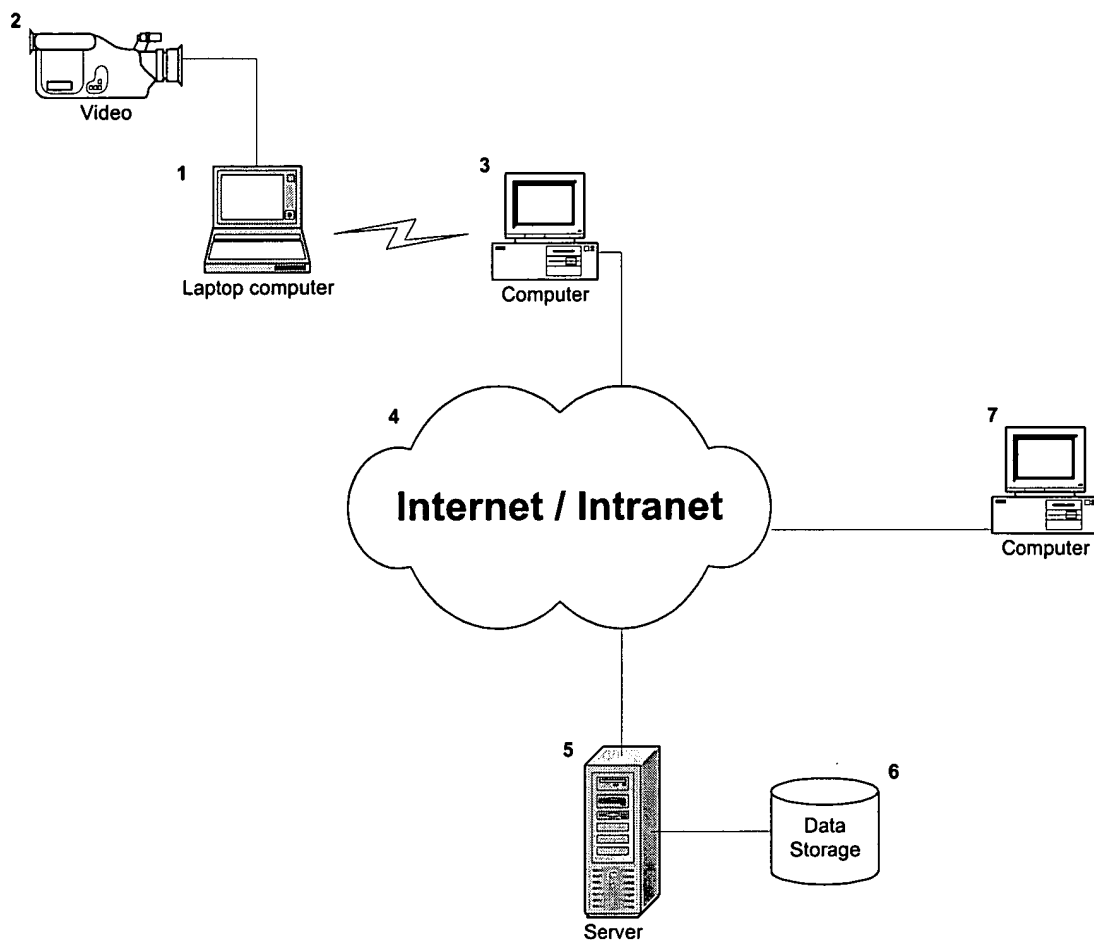 2
Video
1
3
Laptop computer
Computer
4
7
Internet / Intranet
Computer
5
6
Data
Storage
Server